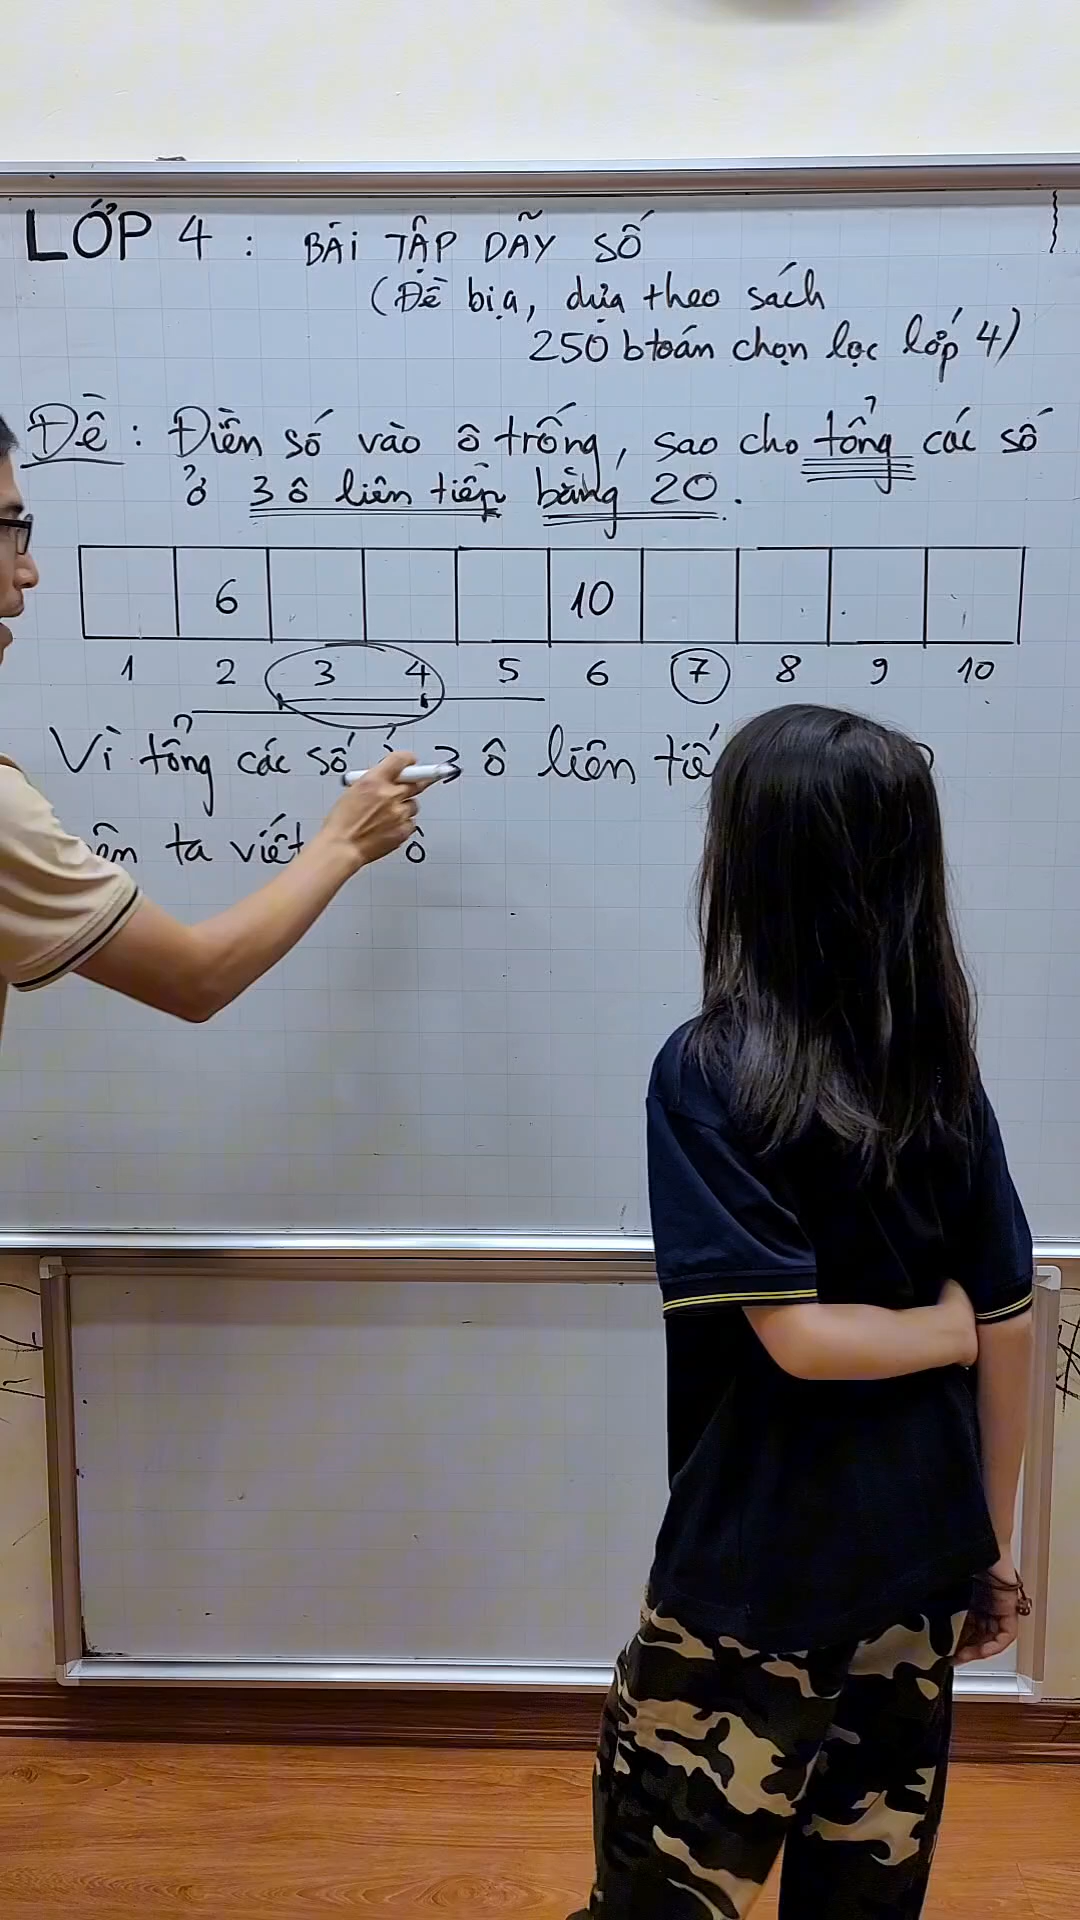 LỚP 4 : BÀI TẬP DÃY SỐ
(Đề bịa, dựa theo sách
250 btoán chọn lọc lớp 4)
Đề : Điền số vào ô trống, sao cho tổng các số
ở 3 ô liên tiếp bằng 20.
6 10
1 2 3 4 5 6 7 8 9 10
Vì tổng các số 3 ô liên
ta viết ô